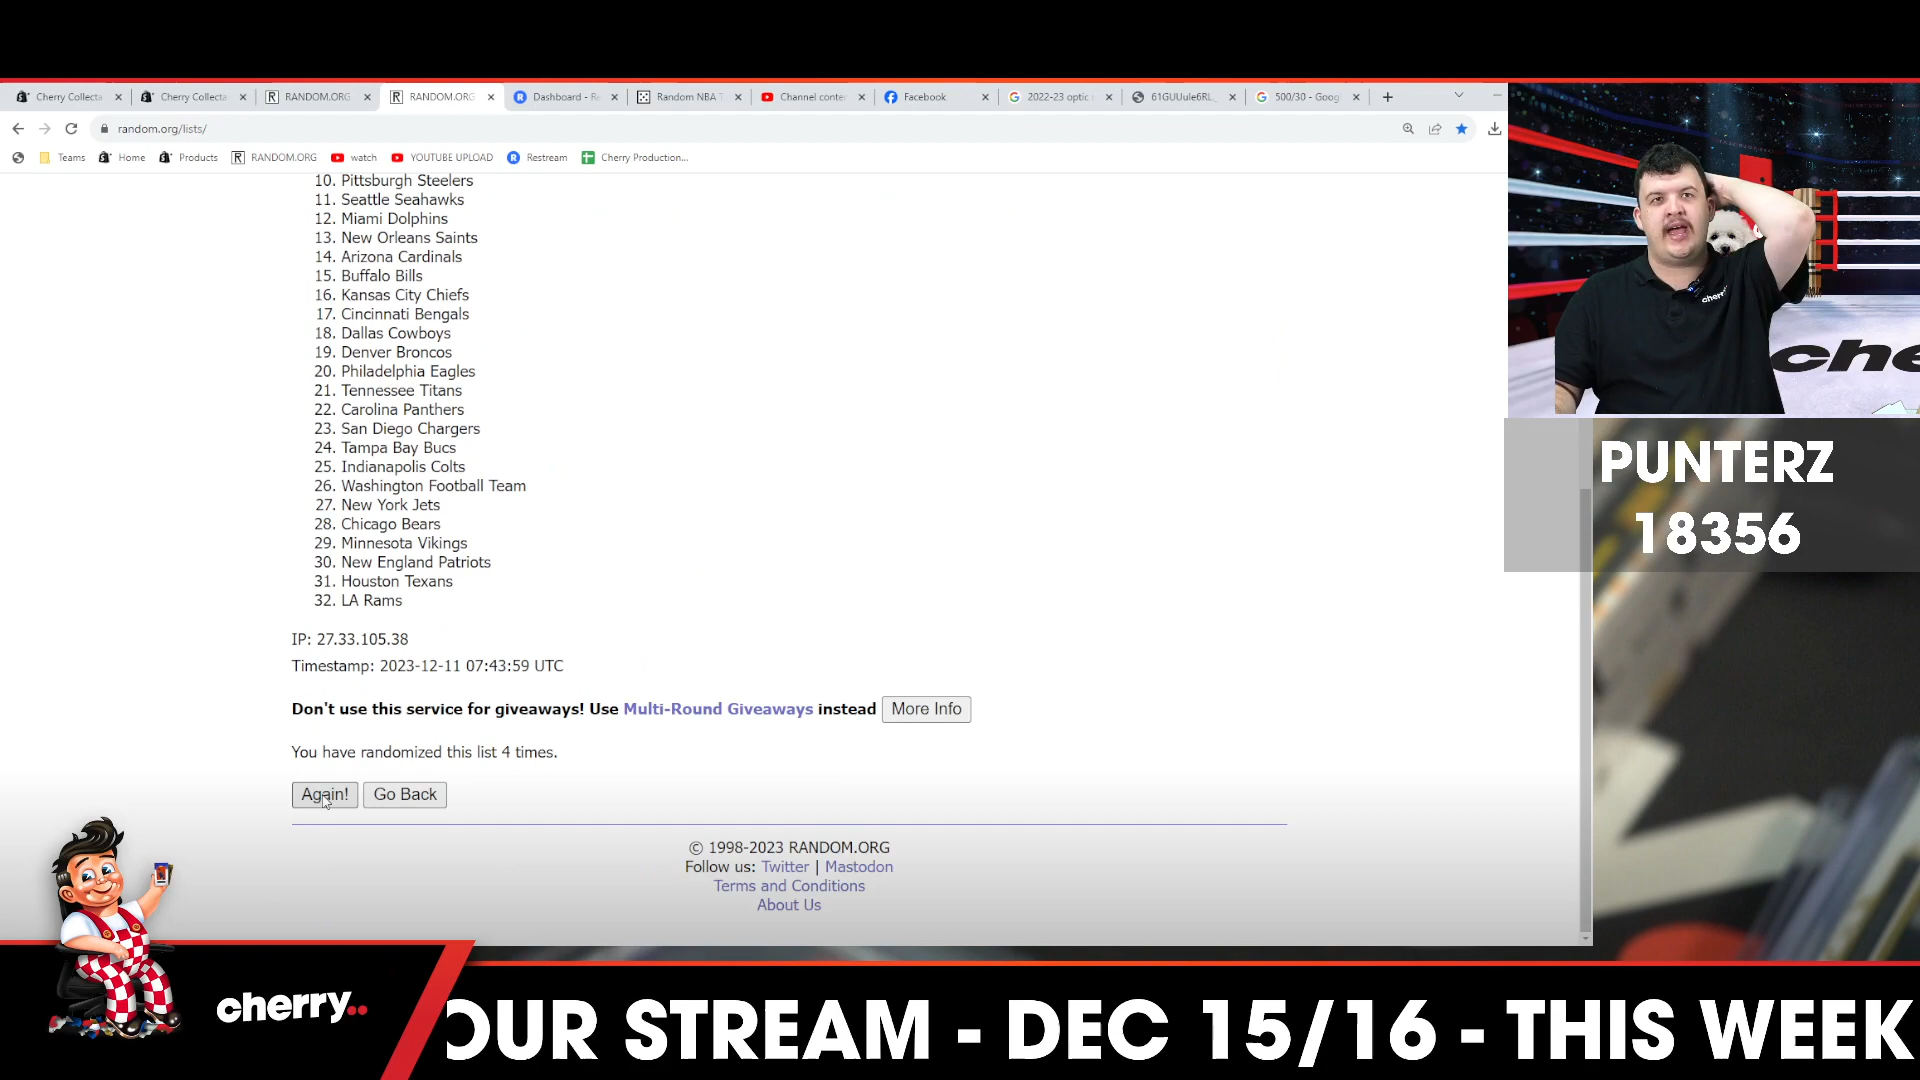 Cherry Collecta
Cherry Collecta
RANDOM.ORG
RANDOM.ORG
Dashboard - Re
Random NBA T
Channel conten
Facebook
2022-23 optic
61GUUule6RL_
500/30 - Goog
random.org/lists/
Teams
Home
Products
RANDOM.ORG
watch
YOUTUBE UPLOAD
Restream
Cherry Production...
10. Pittsburgh Steelers
11. Seattle Seahawks
12. Miami Dolphins
13. New Orleans Saints
14. Arizona Cardinals
15. Buffalo Bills
16. Kansas City Chiefs
17. Cincinnati Bengals
18. Dallas Cowboys
19. Denver Broncos
20. Philadelphia Eagles
21. Tennessee Titans
22. Carolina Panthers
23. San Diego Chargers
24. Tampa Bay Bucs
25. Indianapolis Colts
26. Washington Football Team
27. New York Jets
28. Chicago Bears
29. Minnesota Vikings
30. New England Patriots
31. Houston Texans
32. LA Rams
IP: 27.33.105.38
Timestamp: 2023-12-11 07:43:59 UTC
Don't use this service for giveaways! Use Multi-Round Giveaways instead More Info
You have randomized this list 4 times.
Again! Go Back
© 1998-2023 RANDOM.ORG
Follow us: Twitter | Mastodon
Terms and Conditions
About Us
cherry
che
PUNTERZ
18356
cherry..
OUR STREAM - DEC 15/16 - THIS WEEK